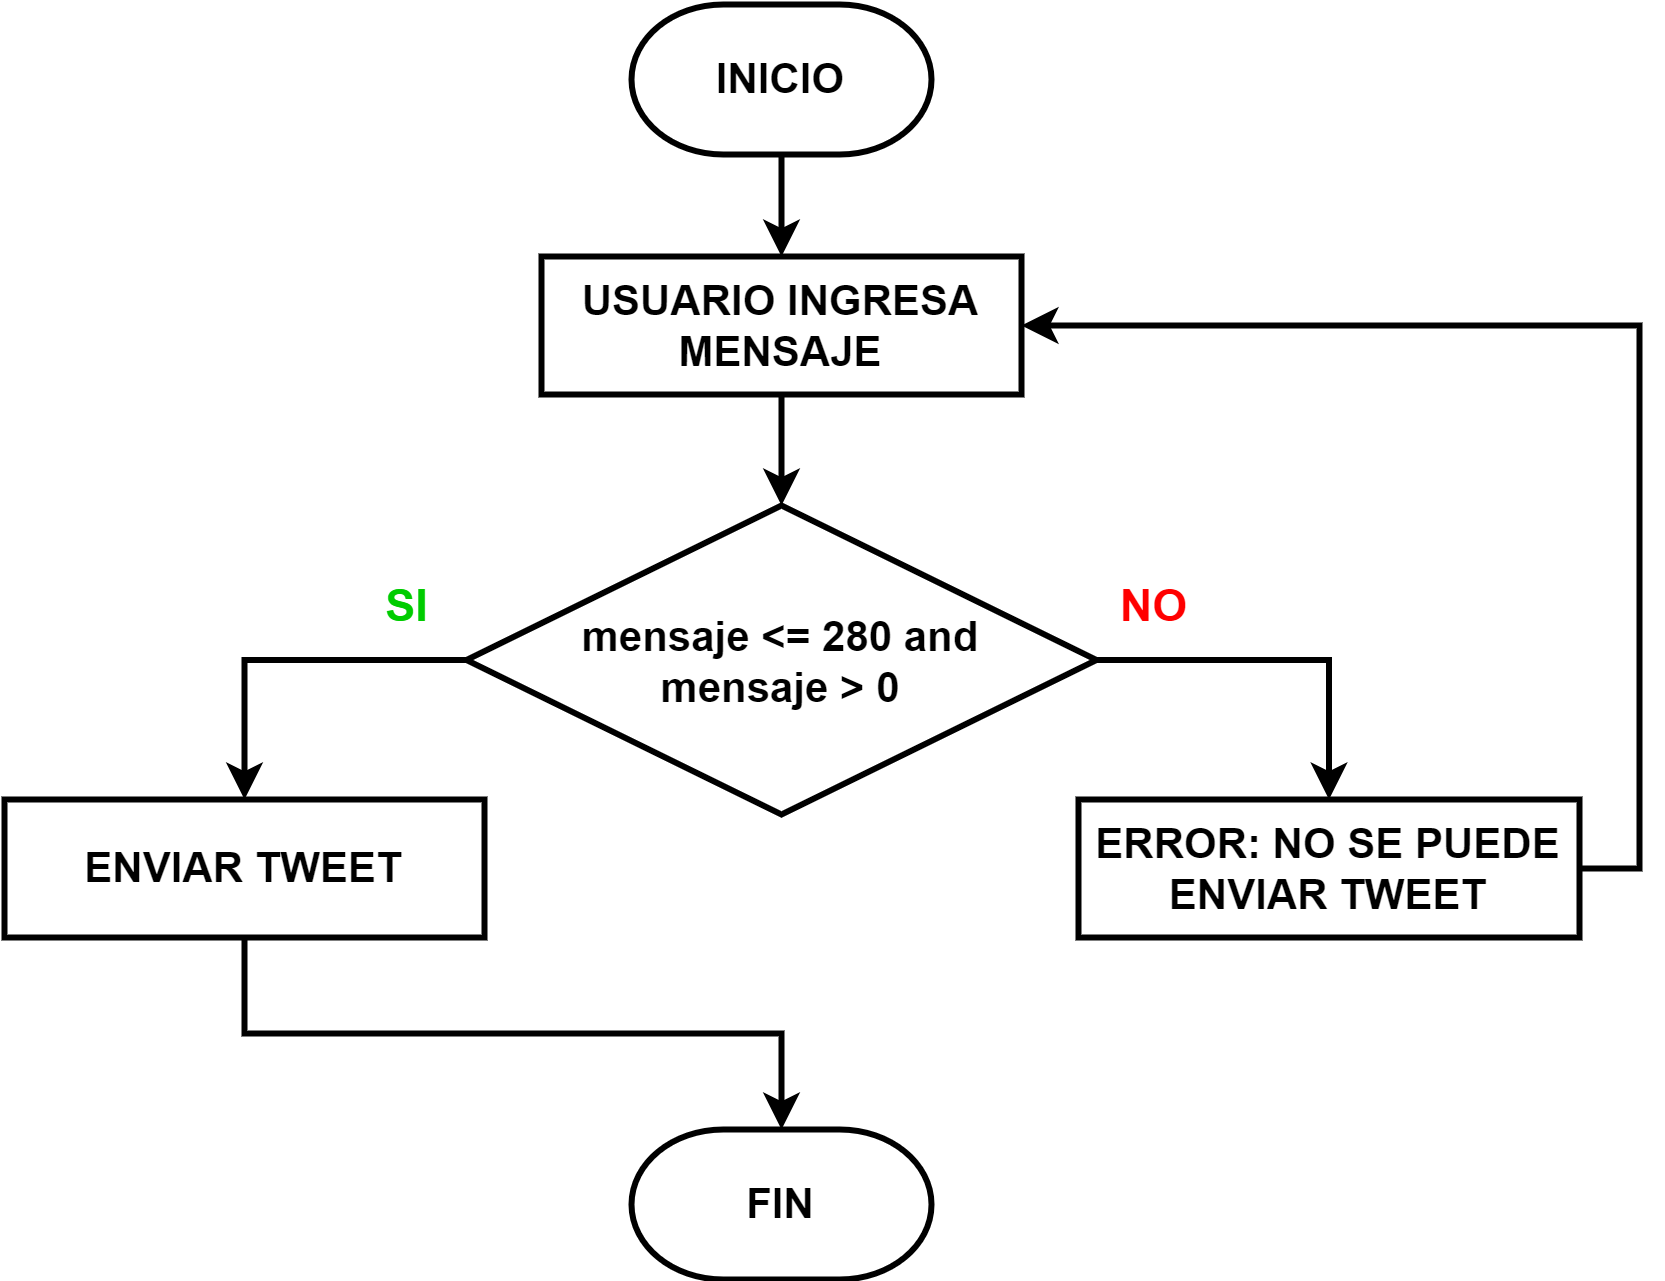 INICIO
USUARIO INGRESA
MENSAJE
SI
NO
mensaje <= 280 and
mensaje > 0
ENVIAR TWEET
ERROR: NO SE PUEDE
ENVIAR TWEET
FIN